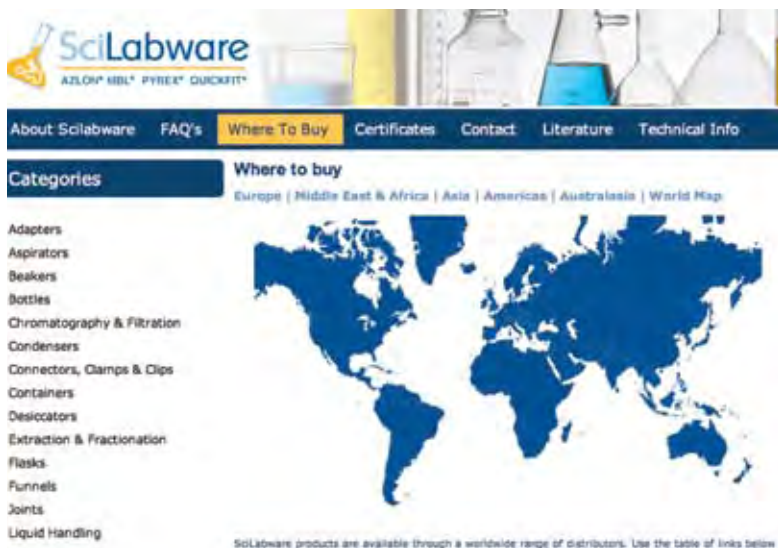 SciLabware
AZLON® MBL® PYREX® QUICKFIT®
About Scilabware FAQ's Where To Buy Certificates Contact Literature Technical Info
Categories
Adapters
Aspirators
Beakers
Bottles
Chromatography & Filtration
Condensers
Connectors, Clamps & Clips
Containers
Desiccators
Extraction & Fractionation
Flasks
Funnels
Joints
Liquid Handling
Where to buy
Europe | Middle East & Africa | Asia | Americas | Australasia | World Map
SciLabware products are available through a worldwide range of distributors. Use the table of links below